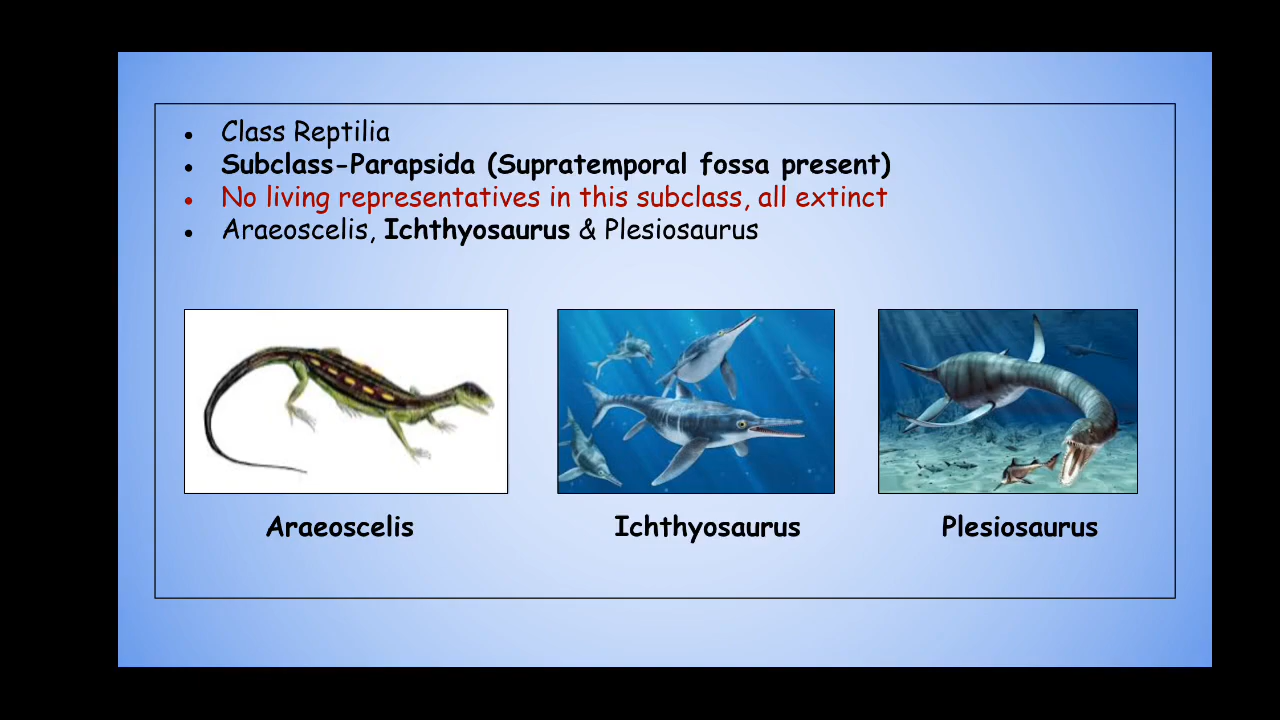 ● Class Reptilia
● Subclass-Parapsida (Supratemporal fossa present)
● No living representatives in this subclass, all extinct
● Araeoscelis, Ichthyosaurus & Plesiosaurus
Araeoscelis Ichthyosaurus Plesiosaurus